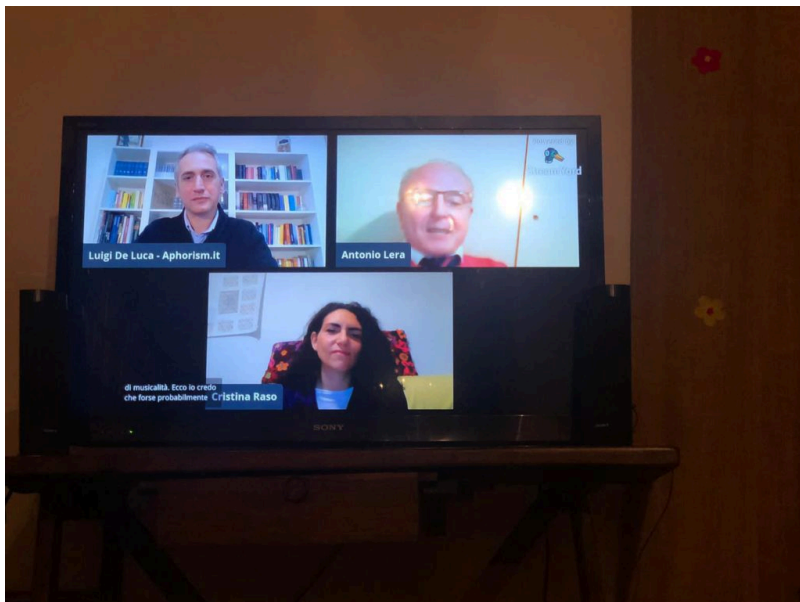 Luigi De Luca - Aphorism.it
Antonio Lera
di musicalità. Ecco io credo
che forse probabilmente
Cristina Raso
SONY